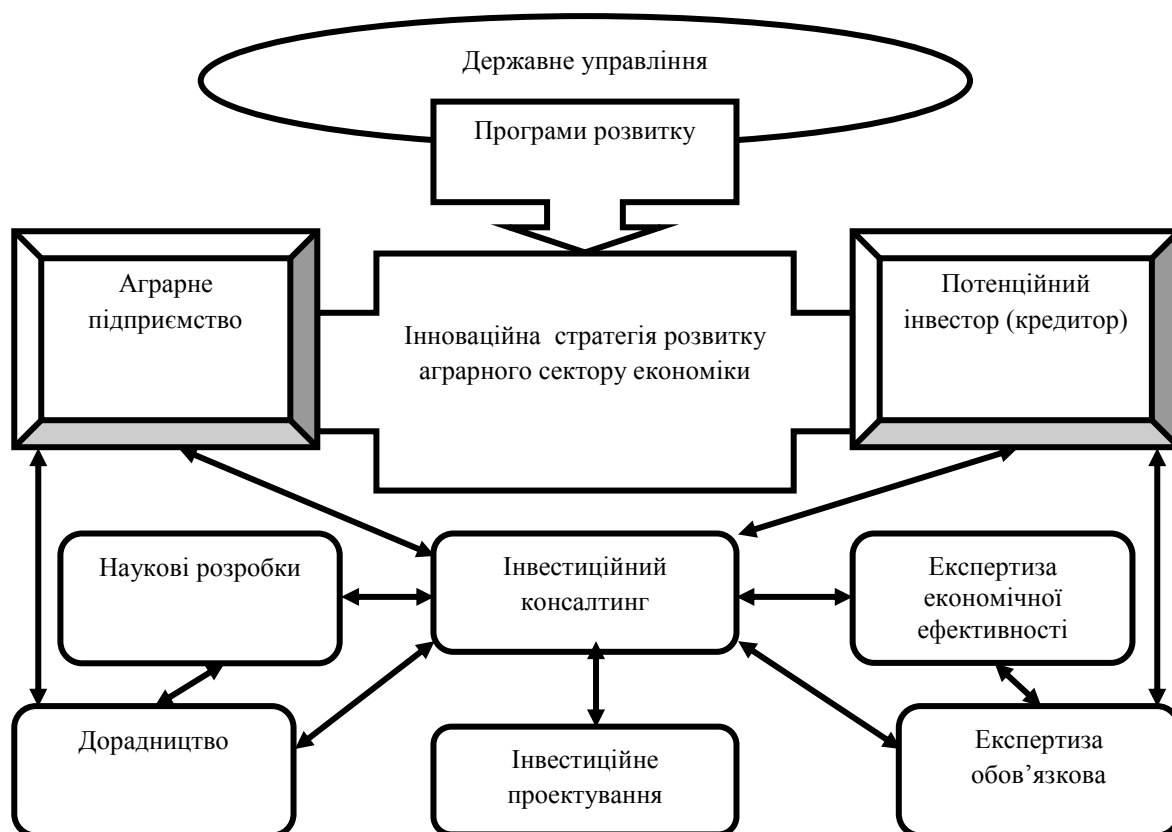 Державне управління
Програми розвитку
Аграрне
підприємство
Потенційний
інвестор (кредитор)
Інноваційна стратегія розвитку
аграрного сектору економіки
Наукові розробки
Інвестиційний
консалтинг
Експертиза
економічної
ефективності
Дорадництво
Інвестиційне
проектування
Експертиза
обов’язкова